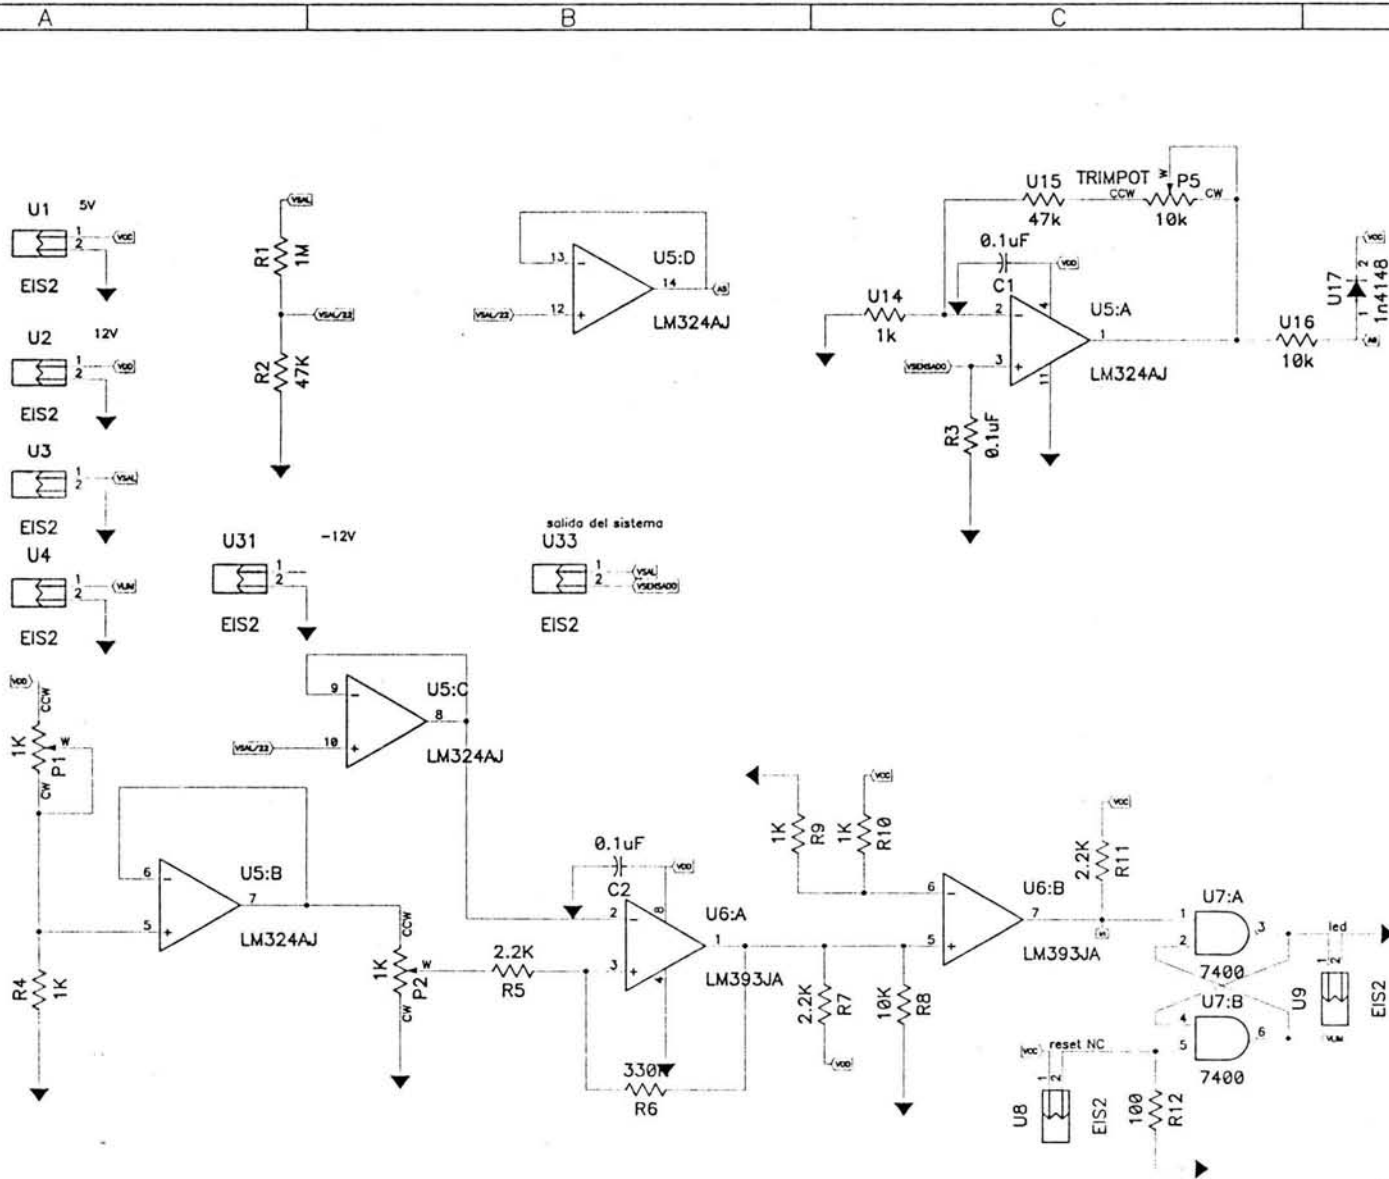 A B C
U1 5V
1 VCC
2
EIS2
U2 12V
1 VDD
2
EIS2
U3
1 VSAL
2
EIS2
U4
1 VLIM
2
EIS2
VSAL
R1 1M
VSAL/22
R2 47K
U31 -12V
1
2
EIS2
salida del sistema
U33
1 VSAL
2 VSENSADO
EIS2
13 - U5:D
14
VSAL/22 12 +
LM324AJ
U15 TRIMPOT W P5
CCW CW
47k 10k
0.1uF
VDD
C1
U14
1k
2 - 4 U5:A
1
VSENSADO 3 + 11
LM324AJ
R3 0.1uF
U16
10k
VCC
2
U17 1n4148
1
VDD
CCW
1K W P1
CW
9 - U5:C
8
VSAL/22 10 +
LM324AJ
6 - U5:B
7
5 +
LM324AJ
R4 1K
CCW
1K W P2
CW
2.2K
R5
0.1uF
VDD
C2
2 - 8 U6:A
1
3 + 4
LM393JA
R6
1K R9
VCC
1K R10
2.2K R7
VDD
10K R8
6 - U6:B
7
5 +
LM393JA
VCC
2.2K R11
U7:A
1
2 3
7400
U7:B
4
5 6
7400
led
1 2
U9 EIS2
VLIM
VCC reset NC
1 2
U8 EIS2
100 R12